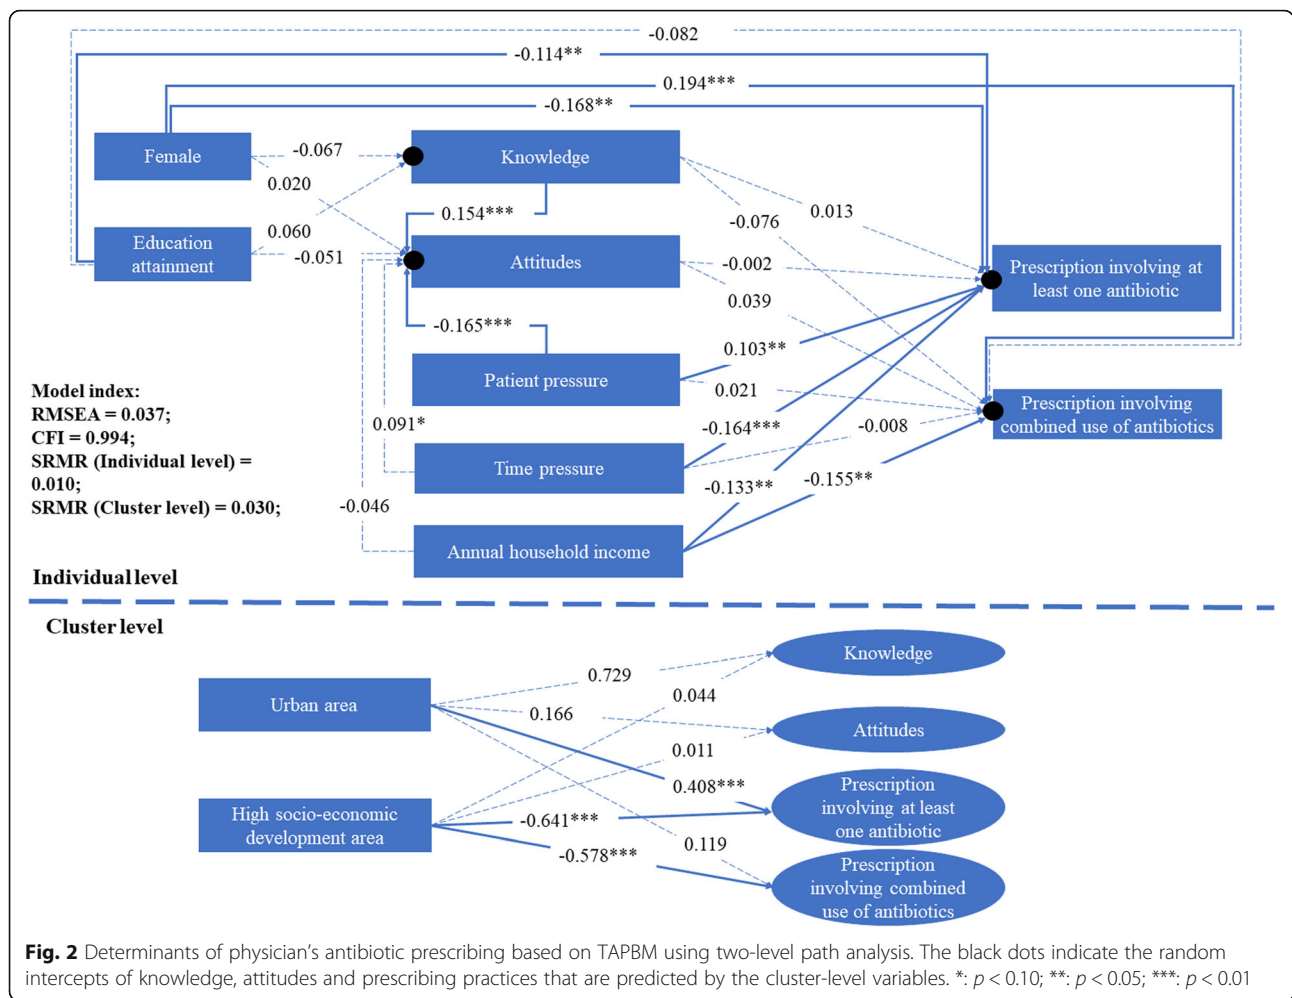 -0.082
-0.114**
0.194***
-0.168**
Female
-0.067
Knowledge
0.020
0.154***
-0.076
0.013
Education
attainment
0.060
-0.051
Attitudes
-0.002
Prescription involving at
least one antibiotic
0.039
-0.165***
0.103**
Patient pressure
0.021
Model index:
RMSEA = 0.037;
CFI = 0.994;
SRMR (Individual level) =
0.010;
SRMR (Cluster level) = 0.030;
Prescription involving
combined use of antibiotics
0.091*
-0.164***
-0.008
Time pressure
-0.133**
-0.155**
-0.046
Annual household income
Individual level
Cluster level
Knowledge
0.729
0.044
Urban area
0.166
Attitudes
0.011
0.408***
Prescription
involving at least
one antibiotic
High socio-economic
development area
-0.641***
-0.578***
0.119
Prescription
involving combined
use of antibiotics
Fig. 2 Determinants of physician's antibiotic prescribing based on TAPBM using two-level path analysis. The black dots indicate the random
intercepts of knowledge, attitudes and prescribing practices that are predicted by the cluster-level variables. *: p < 0.10; **: p < 0.05; ***: p < 0.01